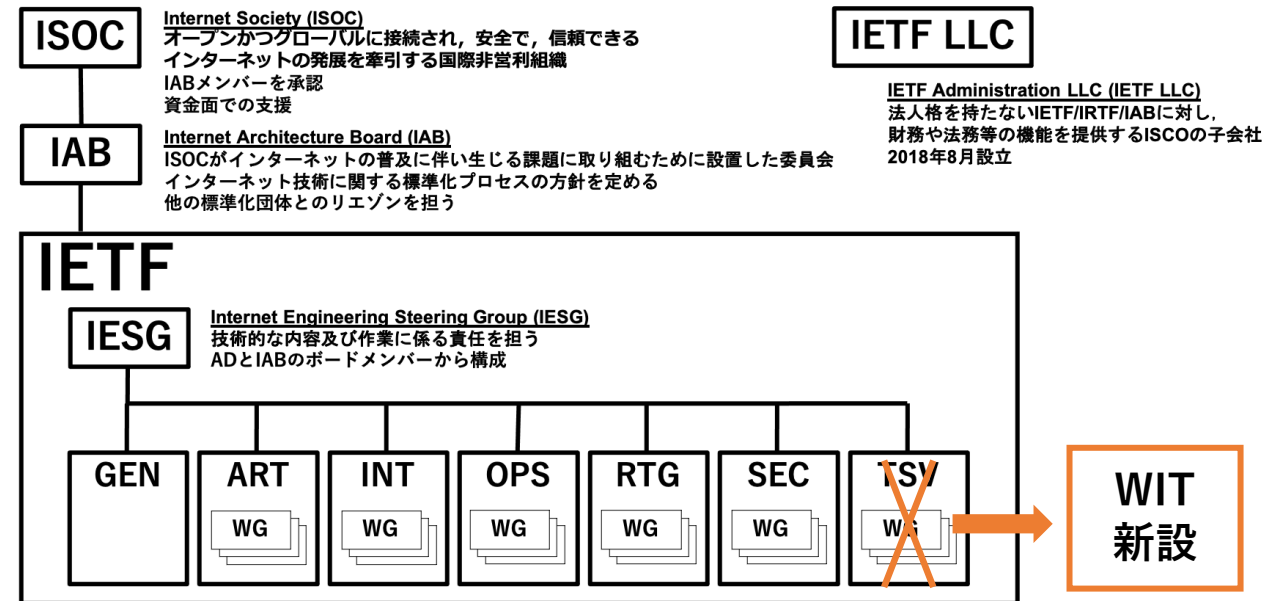 ISOC
Internet Society (ISOC)
オープンかつグローバルに接続され，安全で，信頼できる
インターネットの発展を牽引する国際非営利組織
IABメンバーを承認
資金面での支援
IETF LLC
IETF Administration LLC (IETF LLC)
法人格を持たないIETF/IRTF/IABに対し，
財務や法務等の機能を提供するISCOの子会社
2018年8月設立
IAB
Internet Architecture Board (IAB)
ISOCがインターネットの普及に伴い生じる課題に取り組むために設置した委員会
インターネット技術に関する標準化プロセスの方針を定める
他の標準化団体とのリエゾンを担う
IETF
IESG
Internet Engineering Steering Group (IESG)
技術的な内容及び作業に係る責任を担う
ADとIABのボードメンバーから構成
GEN
ART
WG
INT
WG
OPS
WG
RTG
WG
SEC
WG
TSV
WG
WIT
新設